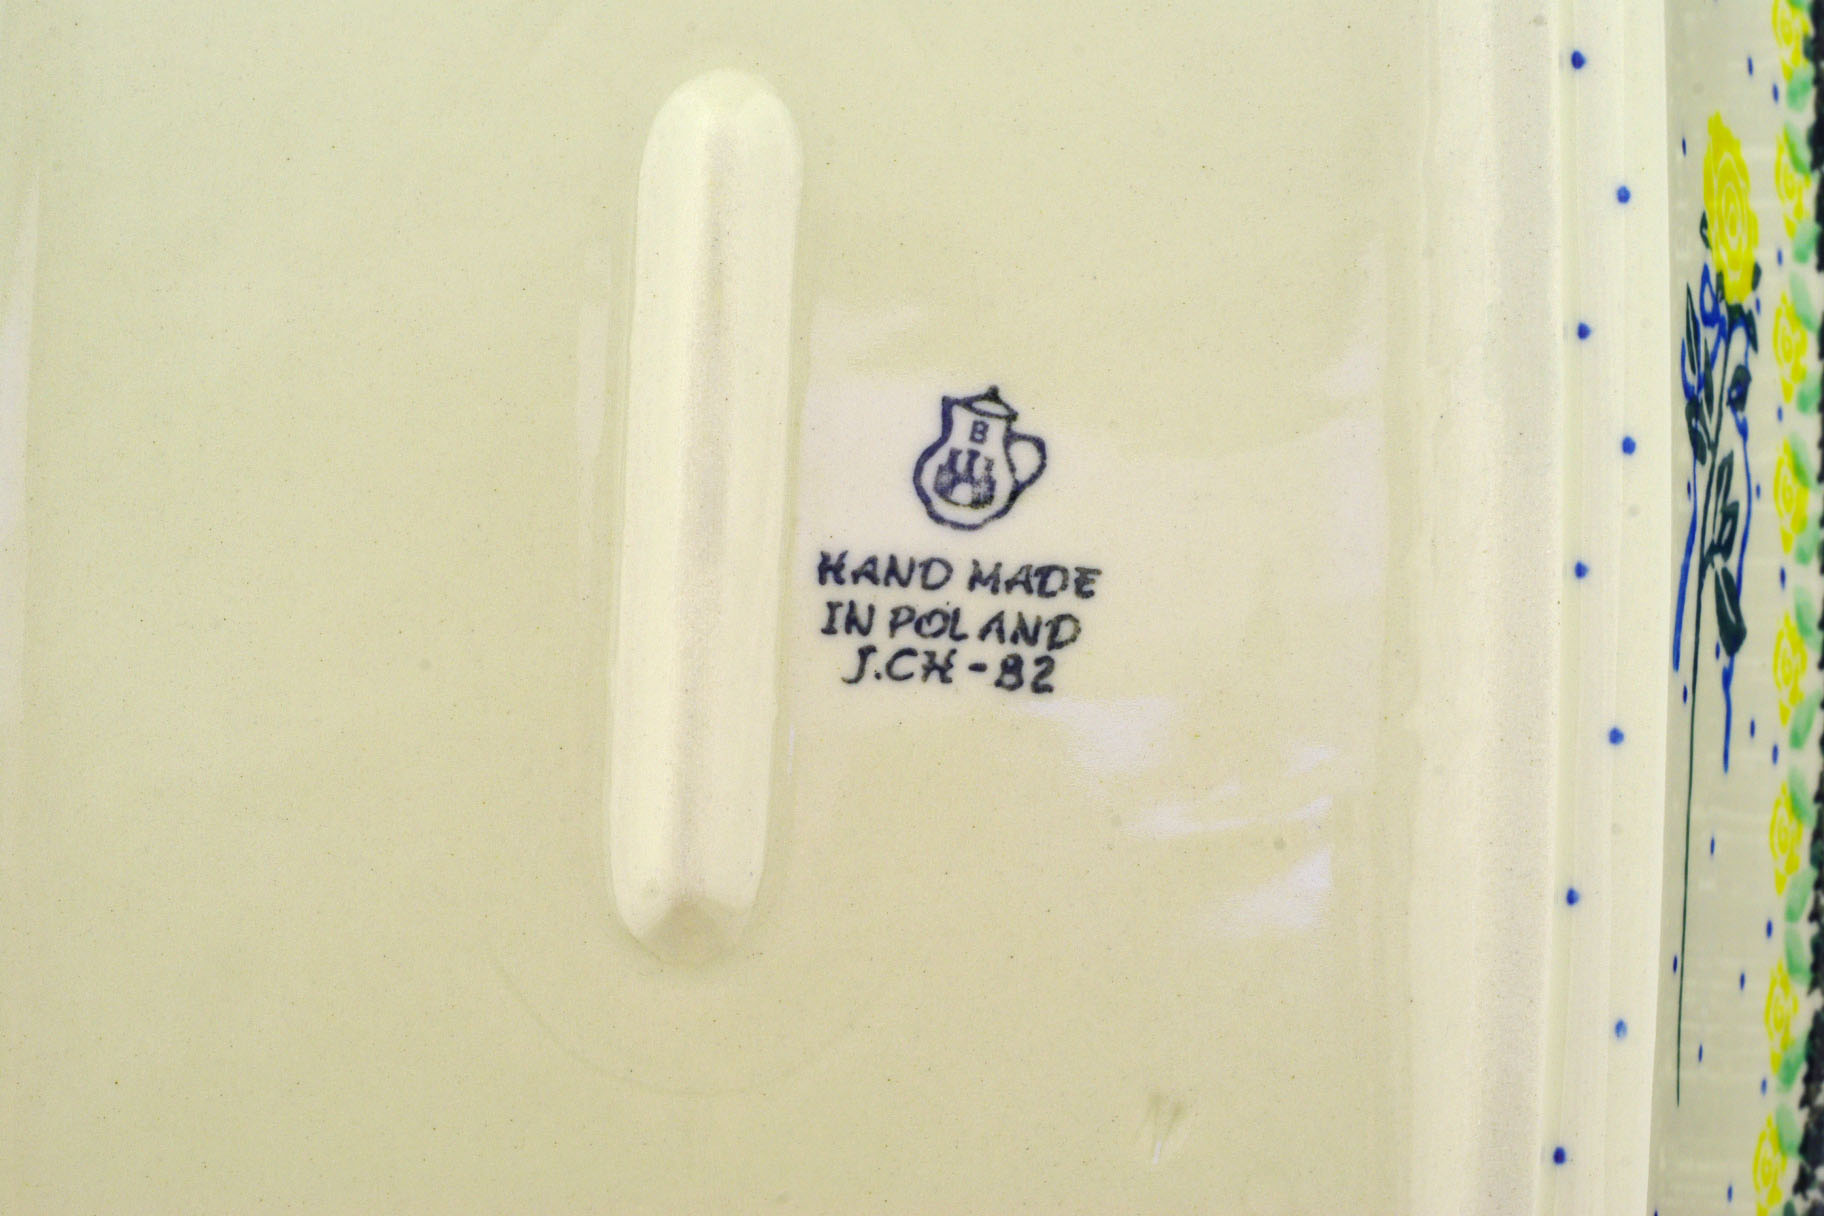 B
HAND MADE
IN POLAND
J.CH-82